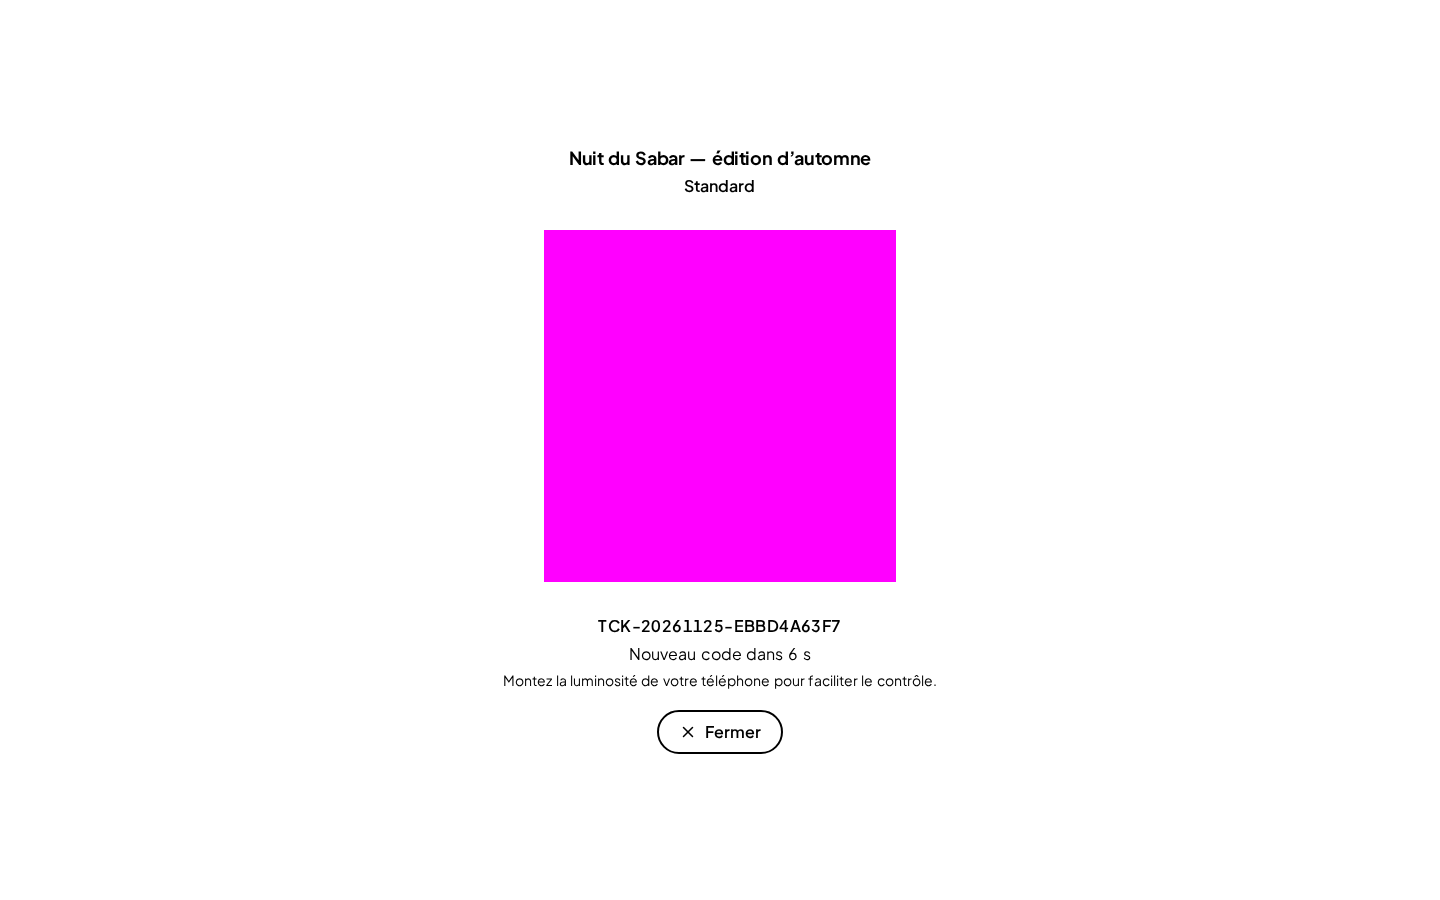 Nuit du Sabar — édition d’automne
Standard
TCK-20261125-EBBD4A63F7
Nouveau code dans 6 s
Montez la luminosité de votre téléphone pour faciliter le contrôle.
Fermer